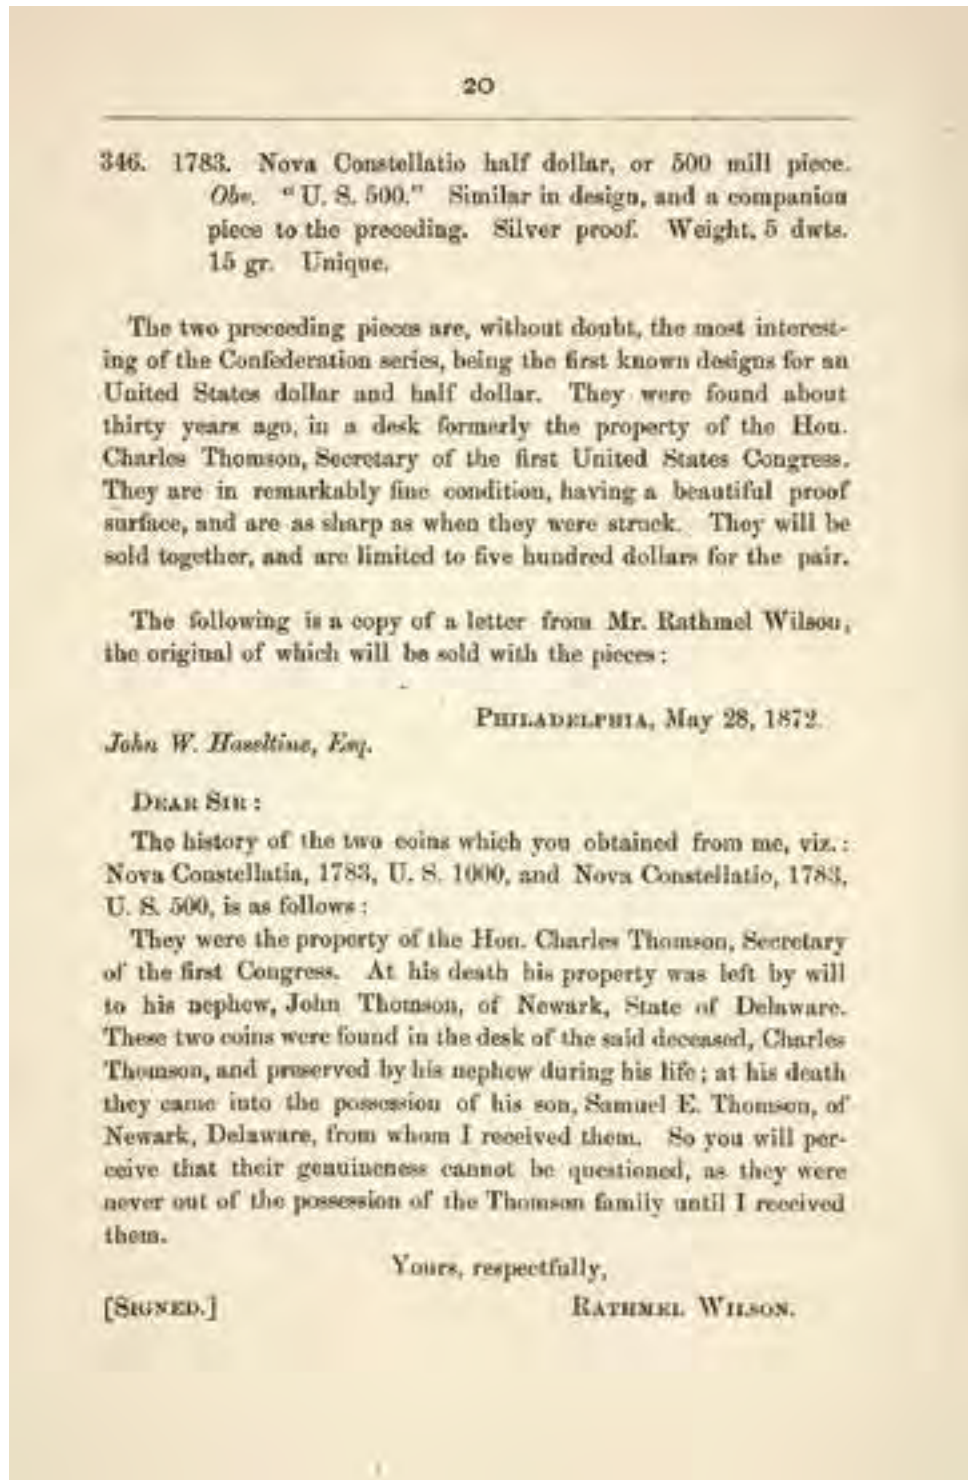 20
346. 1783. Nova Constellatio half dollar, or 500 mill piece.
Obv. "U. S. 500." Similar in design, and a companion
piece to the preceding. Silver proof. Weight, 5 dwts.
15 gr. Unique.
The two preceeding pieces are, without doubt, the most interest-
ing of the Confederation series, being the first known designs for an
United States dollar and half dollar. They were found about
thirty years ago, in a desk formerly the property of the Hon.
Charles Thomson, Secretary of the first United States Congress.
They are in remarkably fine condition, having a beautiful proof
surface, and are as sharp as when they were struck. They will be
sold together, and are limited to five hundred dollars for the pair.
The following is a copy of a letter from Mr. Rathmel Wilson,
the original of which will be sold with the pieces:
PHILADELPHIA, May 28, 1872.
John W. Haseltine, Esq.
DEAR SIR:
The history of the two coins which you obtained from me, viz.:
Nova Constellatia, 1783, U. S. 1000, and Nova Constellatio, 1783,
U. S. 500, is as follows:
They were the property of the Hon. Charles Thomson, Secretary
of the first Congress. At his death his property was left by will
to his nephew, John Thomson, of Newark, State of Delaware.
These two coins were found in the desk of the said deceased, Charles
Thomson, and preserved by his nephew during his life; at his death
they came into the possession of his son, Samuel E. Thomson, of
Newark, Delaware, from whom I received them. So you will per-
ceive that their genuineness cannot be questioned, as they were
never out of the possession of the Thomson family until I received
them.
Yours, respectfully,
[SIGNED.] RATHMEL WILSON.